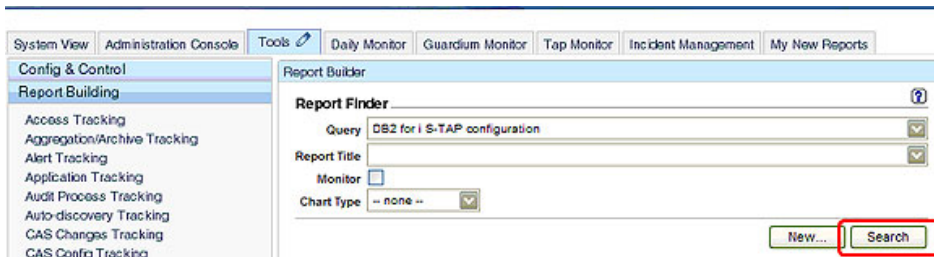 System View Administration Console Tools Daily Monitor Guardium Monitor Tap Monitor Incident Management My New Reports
Config & Control
Report Building
Access Tracking
Aggregation/Archive Tracking
Alert Tracking
Application Tracking
Audit Process Tracking
Auto-discovery Tracking
CAS Changes Tracking
CAS Config Tracking
Report Builder
Report Finder
?
Query DB2 for i S-TAP configuration
Report Title
Monitor
Chart Type -- none --
New... Search